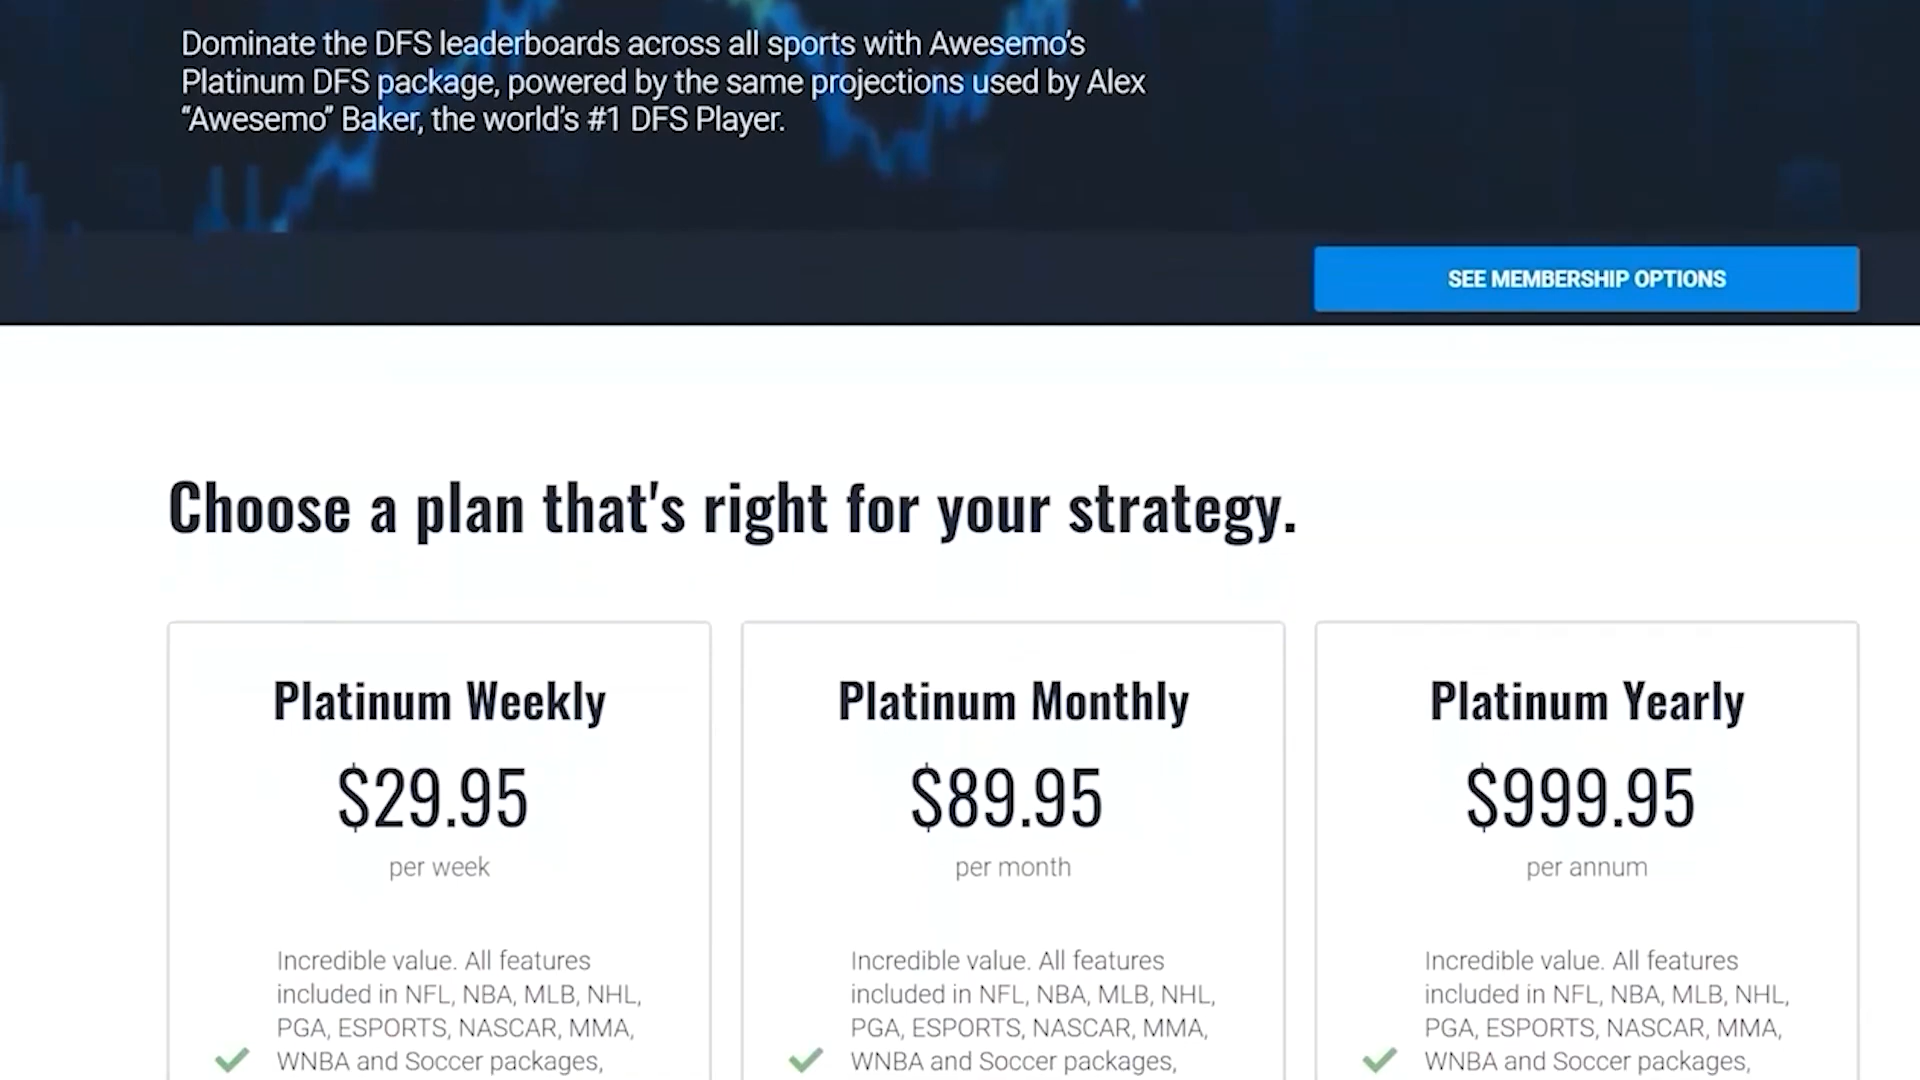 Dominate the DFS leaderboards across all sports with Awesemo's
Platinum DFS package, powered by the same projections used by Alex
“Awesemo” Baker, the world's #1 DFS Player.
SEE MEMBERSHIP OPTIONS
Choose a plan that's right for your strategy.
Platinum Weekly
$29.95
per week
Incredible value. All features
included in NFL, NBA, MLB, NHL,
PGA, ESPORTS, NASCAR, MMA,
WNBA and Soccer packages,
Platinum Monthly
$89.95
per month
Incredible value. All features
included in NFL, NBA, MLB, NHL,
PGA, ESPORTS, NASCAR, MMA,
WNBA and Soccer packages,
Platinum Yearly
$999.95
per annum
Incredible value. All features
included in NFL, NBA, MLB, NHL,
PGA, ESPORTS, NASCAR, MMA,
WNBA and Soccer packages,